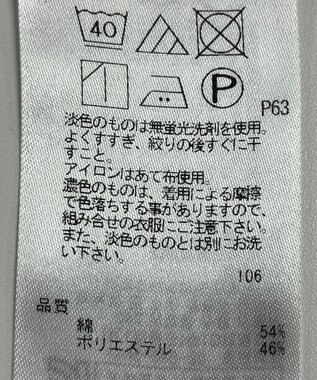 40
P
P63
淡色のものは無蛍光洗剤を使用。
よくすすぎ、絞りの後すぐに干
すこと。
アイロンはあて布使用。
濃色のものは、着用による摩擦
で色落ちする事がありますので、
組み合せの衣服にご注意下さい。
また、淡色のものとは別にお洗
い下さい。
106
品質
綿 54%
ポリエステル 46%